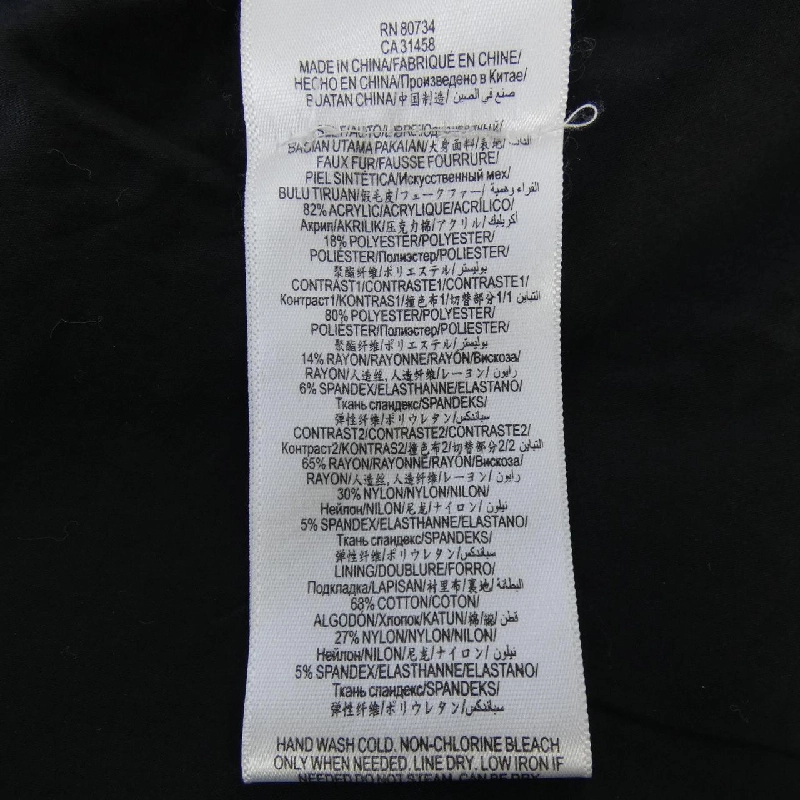 RN 80734
CA 31458
MADE IN CHINA/FABRIQUÉ EN CHINE/
HECHO EN CHINA/Произведено в Китае/
BUATAN CHINA/中国制造/ صنع في الصين
SELF/AUTO/LIBRE/
BAGIAN UTAMA PAKAIAN/大身面料/表地/
FAUX FUR/FAUSSE FOURRURE/
PIEL SINTÉTICA/Искусственный мех/
BULU TIRUAN/假毛皮/フェークファー/ الفراء وهمية
82% ACRYLIC/ACRYLIQUE/ACRÍLICO/
Акрил/AKRILIK/压克力棉/アクリル/ أكريليك
18% POLYESTER/POLYESTER/
POLIÉSTER/Полиэстер/POLIESTER/
聚酯纤维/ポリエステル/ بوليستر
CONTRAST1/CONTRASTE1/CONTRASTE1/
Контраст1/KONTRAS1/撞色布1/切替部分1/1 التباين
80% POLYESTER/POLYESTER/
POLIÉSTER/Полиэстер/POLIESTER/
聚酯纤维/ポリエステル/ بوليستر
14% RAYON/RAYONNE/RAYÓN/Вискоза/
RAYON/人造丝, 人造纤维/レーヨン/ رايون
6% SPANDEX/ELASTHANNE/ELASTANO/
Ткань спандекс/SPANDEKS/
弹性纤维/ポリウレタン/ سباندكس
CONTRAST2/CONTRASTE2/CONTRASTE2/
Контраст2/KONTRAS2/撞色布2/切替部分2/2 التباين
65% RAYON/RAYONNE/RAYÓN/Вискоза/
RAYON/人造丝, 人造纤维/レーヨン/ رايون
30% NYLON/NYLON/NILON/
Нейлон/NILON/尼龙/ナイロン/ نيلون
5% SPANDEX/ELASTHANNE/ELASTANO/
Ткань спандекс/SPANDEKS/
弹性纤维/ポリウレタン/ سباندكس
LINING/DOUBLURE/FORRO/
Подкладка/LAPISAN/衬里布/裏地/ البطانة
68% COTTON/COTON/
ALGODÓN/Хлопок/KATUN/棉/綿/ قطن
27% NYLON/NYLON/NILON/
Нейлон/NILON/尼龙/ナイロン/ نيلون
5% SPANDEX/ELASTHANNE/ELASTANO/
Ткань спандекс/SPANDEKS/
弹性纤维/ポリウレタン/ سباندكس
HAND WASH COLD, NON-CHLORINE BLEACH
ONLY WHEN NEEDED, LINE DRY. LOW IRON IF
NEEDED DO NOT STEAM. CAN BE DRY